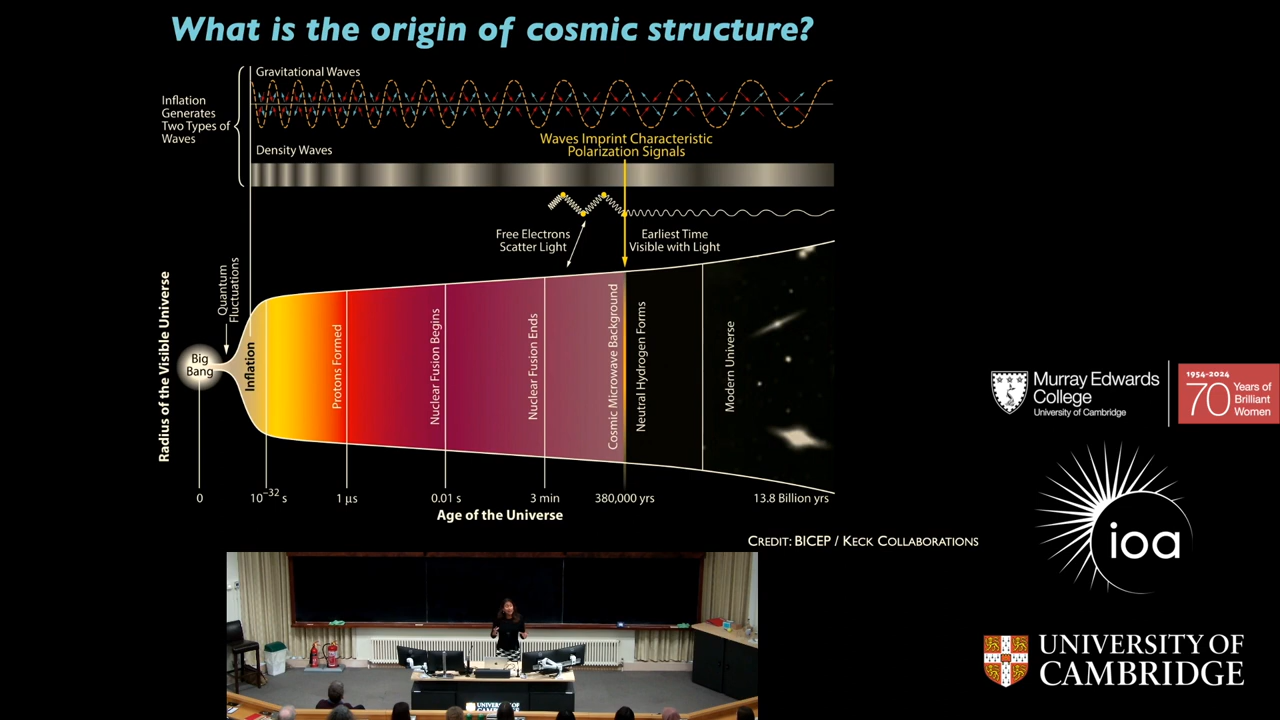 What is the origin of cosmic structure?
Gravitational Waves
Inflation
Generates
Two Types of
Waves
Waves Imprint Characteristic
Polarization Signals
Density Waves
Free Electrons
Scatter Light
Earliest Time
Visible with Light
Radius of the Visible Universe
Quantum
Fluctuations
Big
Bang
Inflation
Protons Formed
Nuclear Fusion Begins
Nuclear Fusion Ends
Cosmic Microwave Background
Neutral Hydrogen Forms
Modern Universe
0
10⁻³² s
1 µs
0.01 s
3 min
380,000 yrs
13.8 Billion yrs
Age of the Universe
Credit: BICEP / Keck Collaborations
Murray Edwards
College
University of Cambridge
1954-2024
70 Years of
Brilliant
Women
ioa
UNIVERSITY OF
CAMBRIDGE
UNIVERSITY OF
CAMBRIDGE